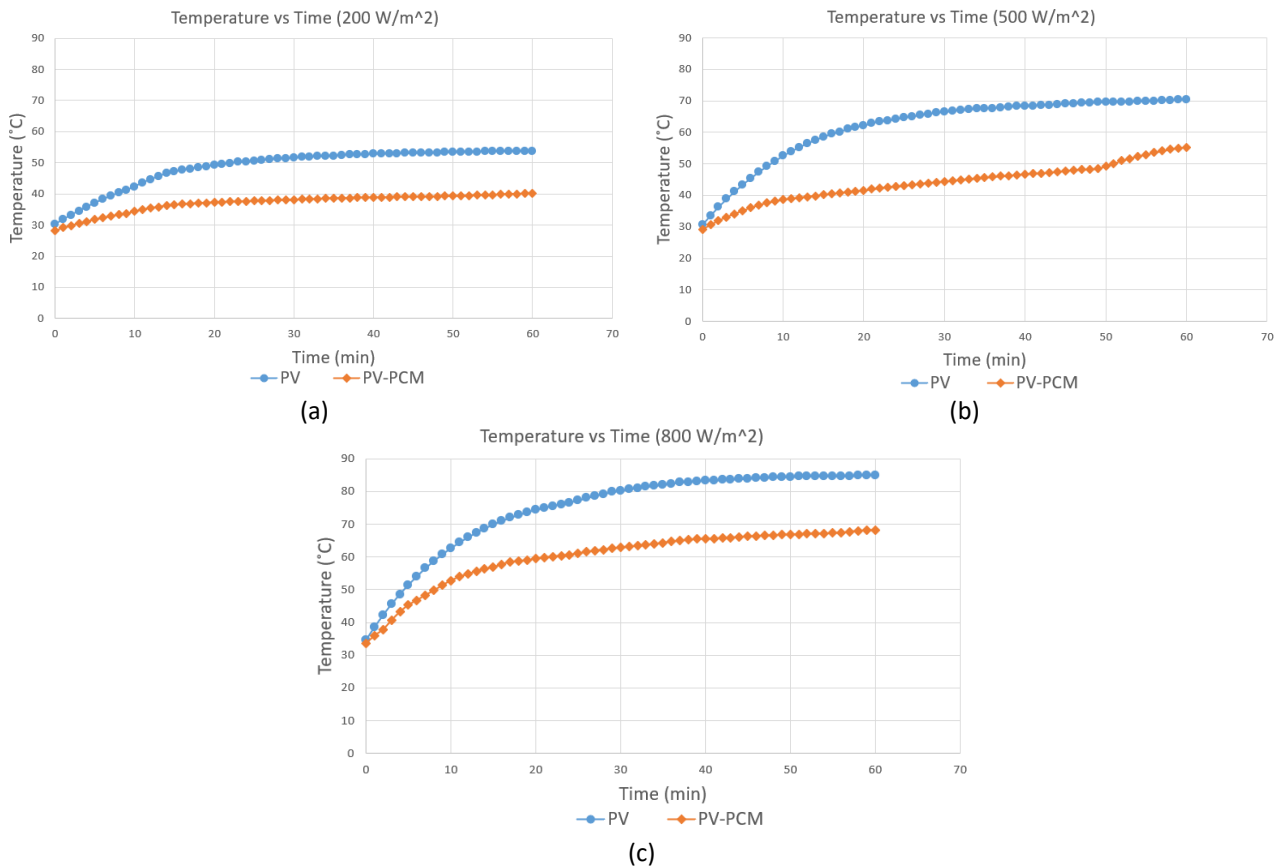 Temperature vs Time (200 W/m^2)
90
80
70
60
50
40
30
20
10
0
Temperature (˚C)
0 10 20 30 40 50 60 70
Time (min)
PV PV-PCM
(a)
Temperature vs Time (500 W/m^2)
90
80
70
60
50
40
30
20
10
0
Temperature (˚C)
0 10 20 30 40 50 60 70
Time (min)
PV PV-PCM
(b)
Temperature vs Time (800 W/m^2)
90
80
70
60
50
40
30
20
10
0
Temperature (˚C)
0 10 20 30 40 50 60 70
Time (min)
PV PV-PCM
(c)